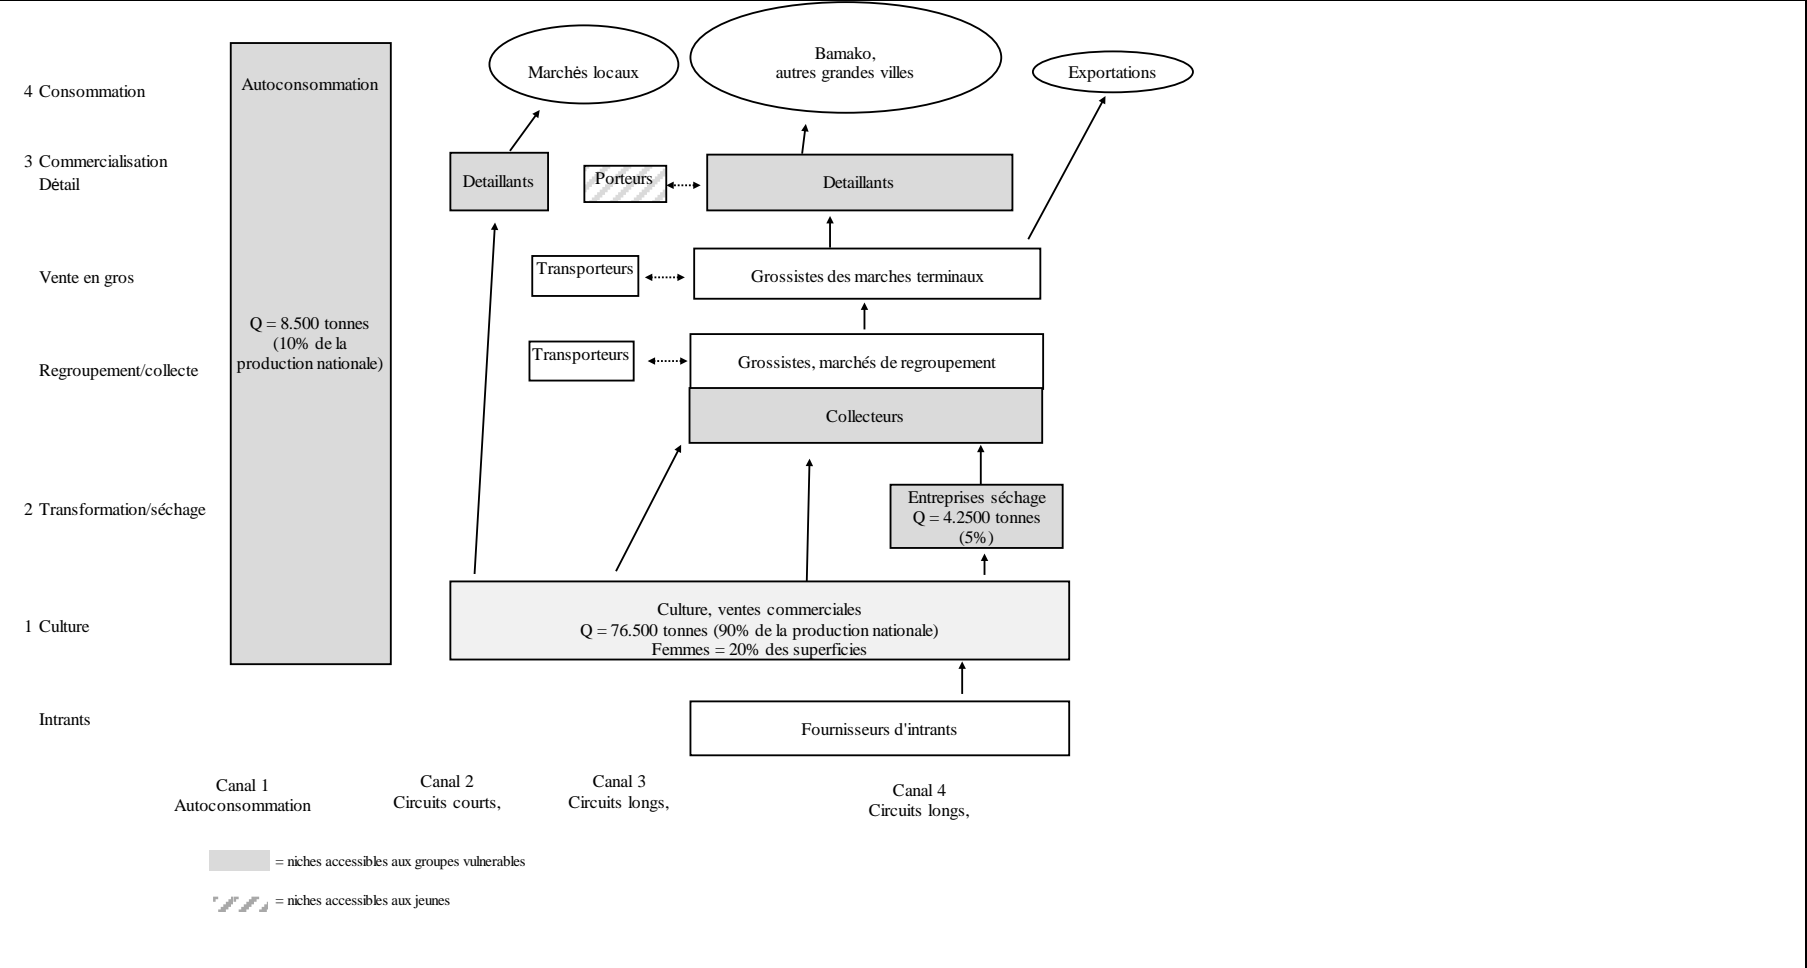 Bamako,
autres grandes villes
Marchés locaux
Exportations
4 Consommation
Autoconsommation
3 Commercialisation
Détail
Detaillants
Porteurs
Detaillants
Vente en gros
Transporteurs
Grossistes des marches terminaux
Q = 8.500 tonnes
(10% de la
production nationale)
Regroupement/collecte
Transporteurs
Grossistes, marchés de regroupement
Collecteurs
2 Transformation/séchage
Entreprises séchage
Q = 4.2500 tonnes
(5%)
1 Culture
Culture, ventes commerciales
Q = 76.500 tonnes (90% de la production nationale)
Femmes = 20% des superficies
Intrants
Fournisseurs d'intrants
Canal 1
Autoconsommation
Canal 2
Circuits courts,
Canal 3
Circuits longs,
Canal 4
Circuits longs,
= niches accessibles aux groupes vulnerables
= niches accessibles aux jeunes